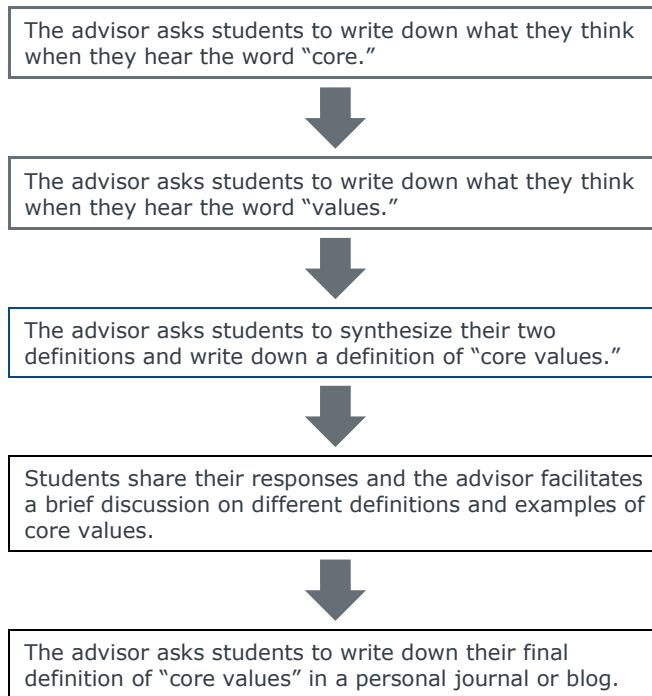 The advisor asks students to write down what they think
when they hear the word “core.”
The advisor asks students to write down what they think
when they hear the word “values.”
The advisor asks students to synthesize their two
definitions and write down a definition of “core values.”
Students share their responses and the advisor facilitates
a brief discussion on different definitions and examples of
core values.
The advisor asks students to write down their final
definition of “core values” in a personal journal or blog.